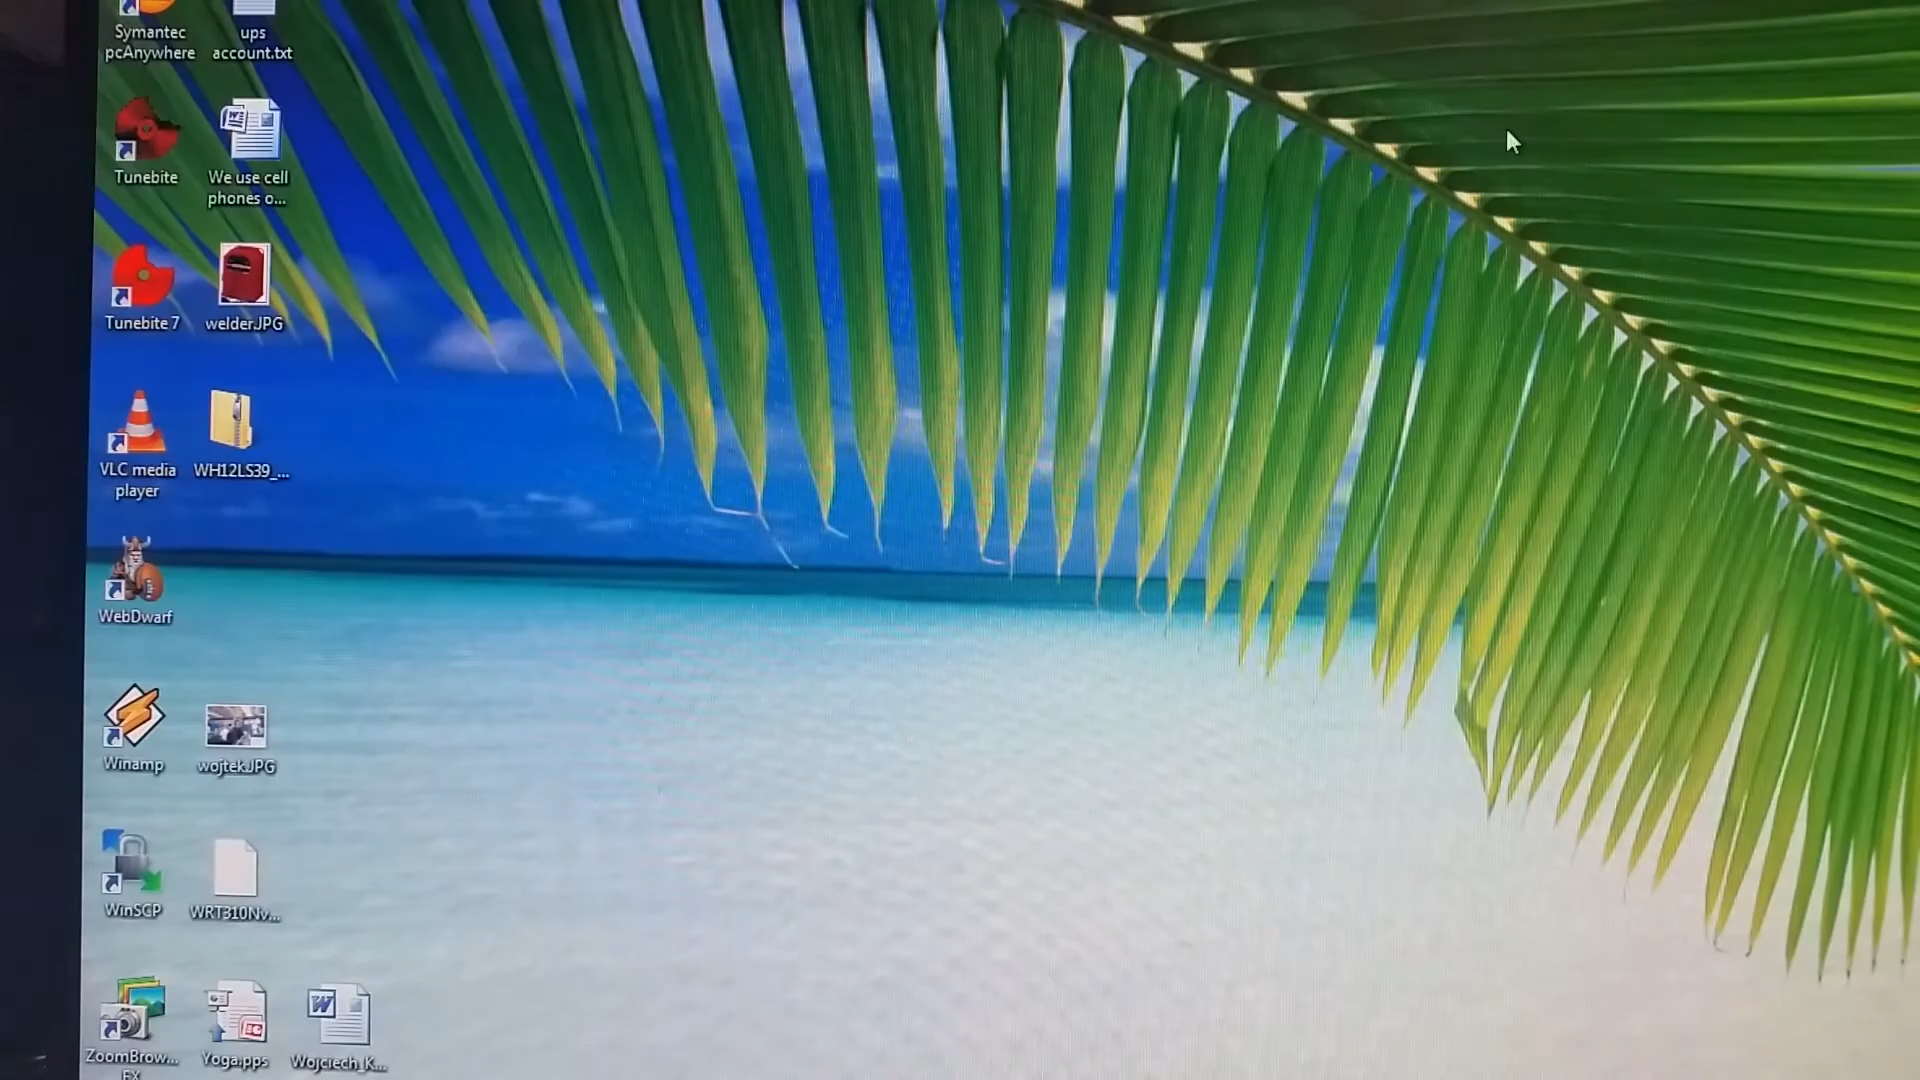 Symantec
pcAnywhere
ups
account.txt
Tunebite
We use cell
phones o...
Tunebite 7
welder.JPG
VLC media
player
WH12LS39_...
WebDwarf
Winamp
wojtek.JPG
WinSCP
WRT310Nv...
ZoomBrow...
EX
Yoga.pps
Wojciech_K...